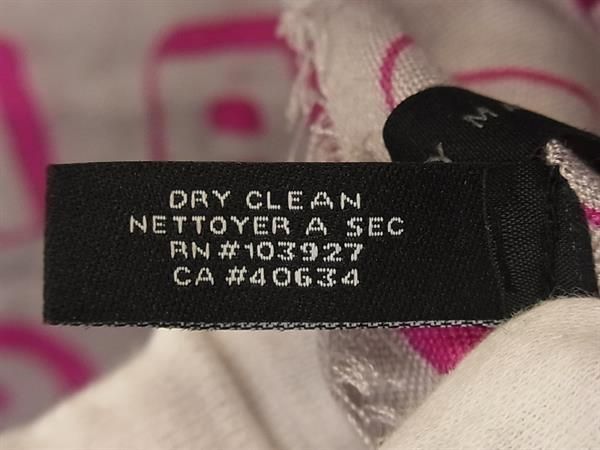 DRY CLEAN
NETTOYER A SEC
RN#103927
CA #40634
Y M